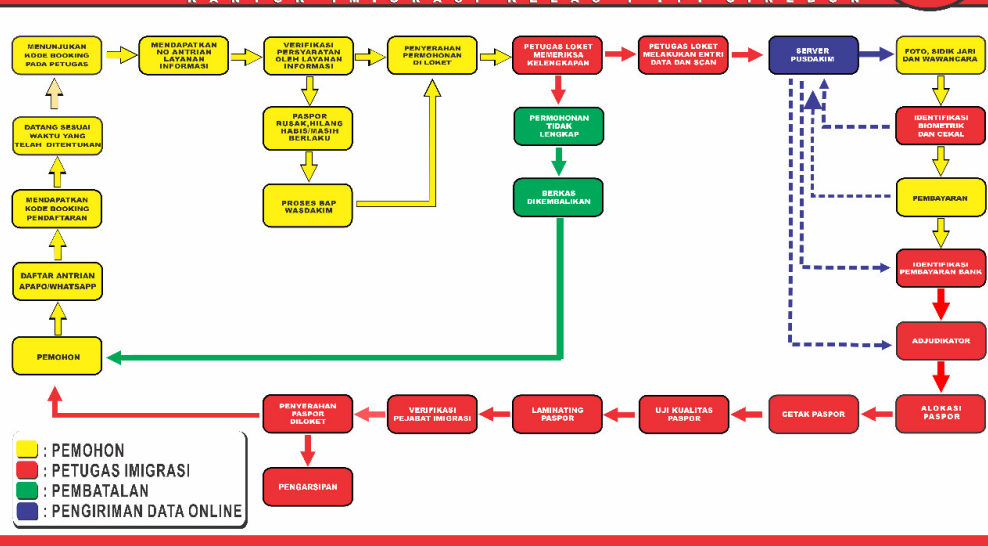 KANTOR IMIGRASI KELAS I TPI CIREBON
MENUNJUKAN
KODE BOOKING
PADA PETUGAS
MENDAPATKAN
NO ANTRIAN
LAYANAN
INFORMASI
VERIFIKASI
PERSYARATAN
OLEH LAYANAN
INFORMASI
PENYERAHAN
PERMOHONAN
DI LOKET
PETUGAS LOKET
MEMERIKSA
KELENGKAPAN
PETUGAS LOKET
MELAKUKAN ENTRI
DATA DAN SCAN
SERVER
PUSDAKIM
FOTO, SIDIK JARI
DAN WAWANCARA
DATANG SESUAI
WAKTU YANG
TELAH DITENTUKAN
PASPOR
RUSAK,HILANG
HABIS/MASIH
BERLAKU
PERMOHONAN
TIDAK
LENGKAP
IDENTIFIKASI
BIOMETRIK
DAN CEKAL
MENDAPATKAN
KODE BOOKING
PENDAFTARAN
PROSES BAP
WASDAKIM
BERKAS
DIKEMBALIKAN
PEMBAYARAN
DAFTAR ANTRIAN
APAPO/WHATSAPP
IDENTIFIKASI
PEMBAYARAN BANK
PEMOHON
ADJUDIKATOR
PENYERAHAN
PASPOR
DILOKET
VERIFIKASI
PEJABAT IMIGRASI
LAMINATING
PASPOR
UJI KUALITAS
PASPOR
CETAK PASPOR
ALOKASI
PASPOR
PENGARSIPAN
: PEMOHON
: PETUGAS IMIGRASI
: PEMBATALAN
: PENGIRIMAN DATA ONLINE